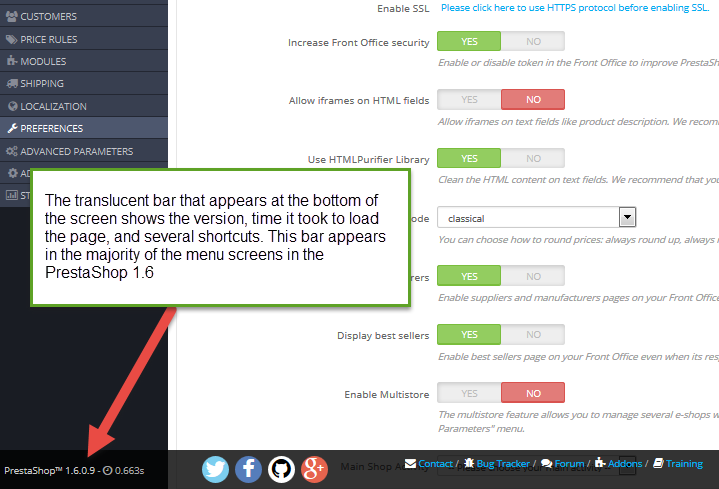 CUSTOMERS
PRICE RULES
MODULES
SHIPPING
LOCALIZATION
PREFERENCES
ADVANCED PARAMETERS
AD
ST
Enable SSL
Please click here to use HTTPS protocol before enabling SSL.
Increase Front Office security
YES NO
Enable or disable token in the Front Office to improve PrestaSho
Allow iframes on HTML fields
YES NO
Allow iframes on text fields like product description. We recom
Use HTMLPurifier Library
YES NO
Clean the HTML content on text fields. We recommend that you
ode
classical
You can choose how to round prices: always round up, always r
rers
YES NO
Enable suppliers and manufacturers pages on your Front Office
Display best sellers
YES NO
Enable best sellers page on your Front Office even when its resp
Enable Multistore
YES NO
The multistore feature allows you to manage several e-shops w
Parameters" menu.
The translucent bar that appears at the bottom of
the screen shows the version, time it took to load
the page, and several shortcuts. This bar appears
in the majority of the menu screens in the
PrestaShop 1.6
PrestaShop™ 1.6.0.9 - 0.663s
Main Shop Ac
Contact / Bug Tracker / Forum / Addons / Training